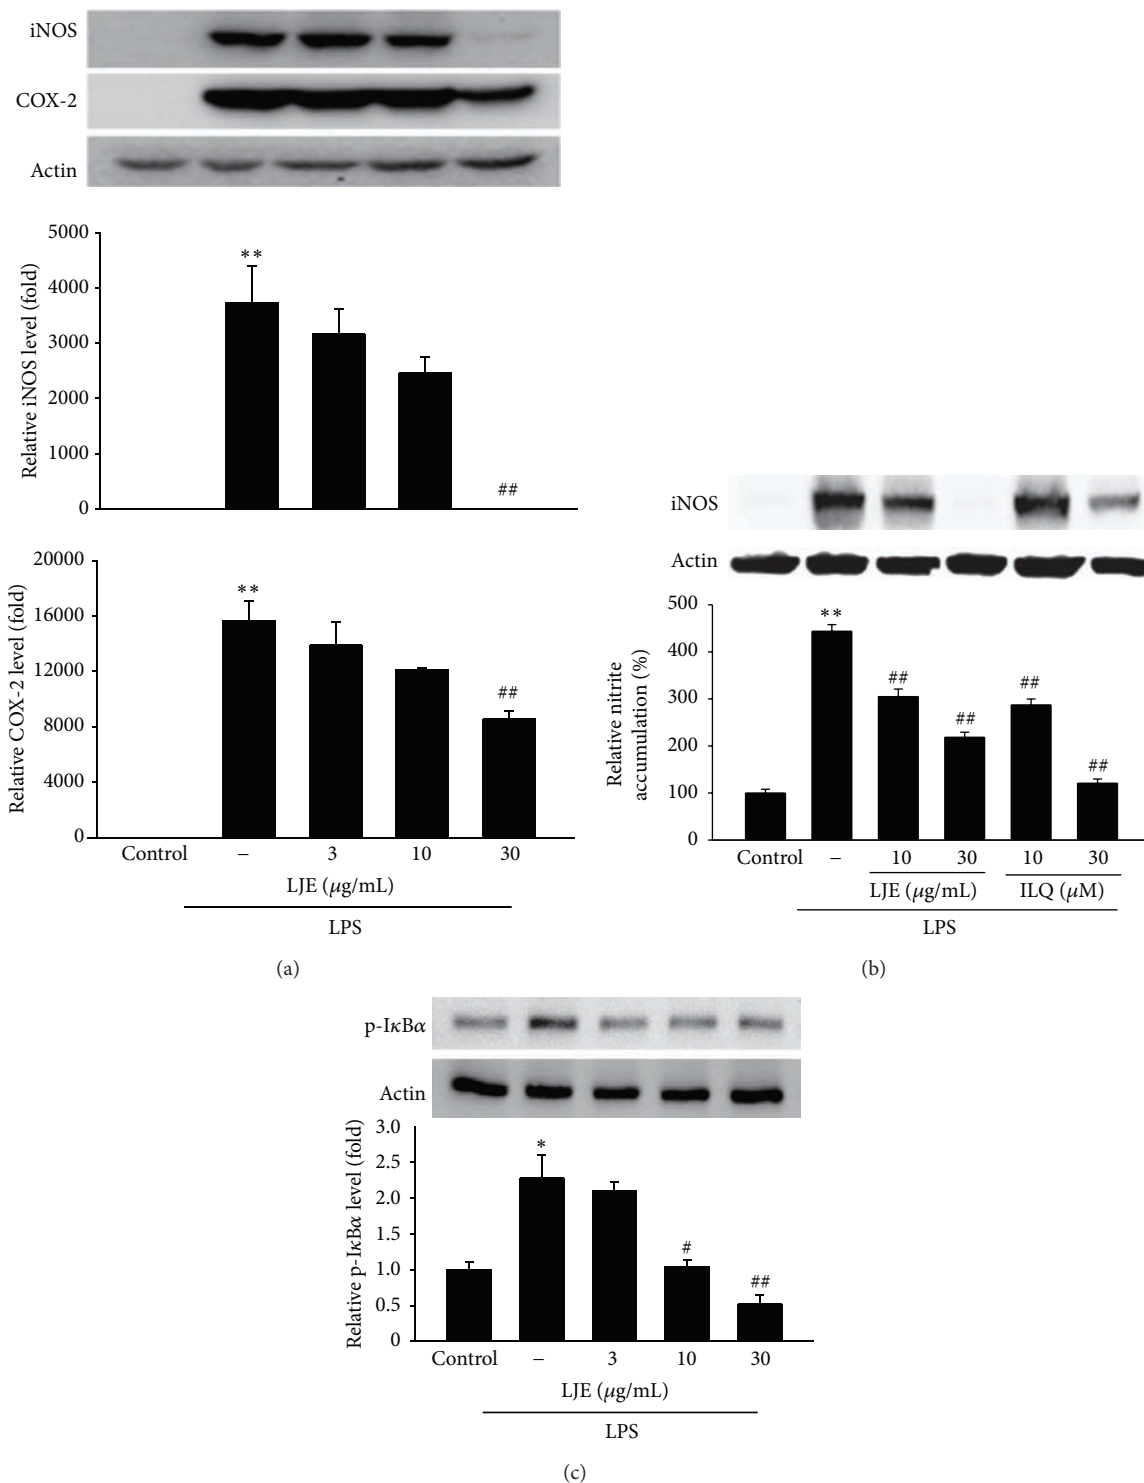 iNOS
COX-2
Actin
Relative iNOS level (fold)
5000
4000
3000
2000
1000
0
**
##
Relative COX-2 level (fold)
20000
16000
12000
8000
4000
0
**
##
Control – 3 10 30
LJE (μg/mL)
LPS
(a)
iNOS
Actin
Relative nitrite
accumulation (%)
500
400
300
200
100
0
**
##
##
##
##
Control – 10 30 10 30
LJE (μg/mL) ILQ (μM)
LPS
(b)
p-IκBα
Actin
Relative p-IκBα level (fold)
3.0
2.5
2.0
1.5
1.0
0.5
0
*
#
##
Control – 3 10 30
LJE (μg/mL)
LPS
(c)